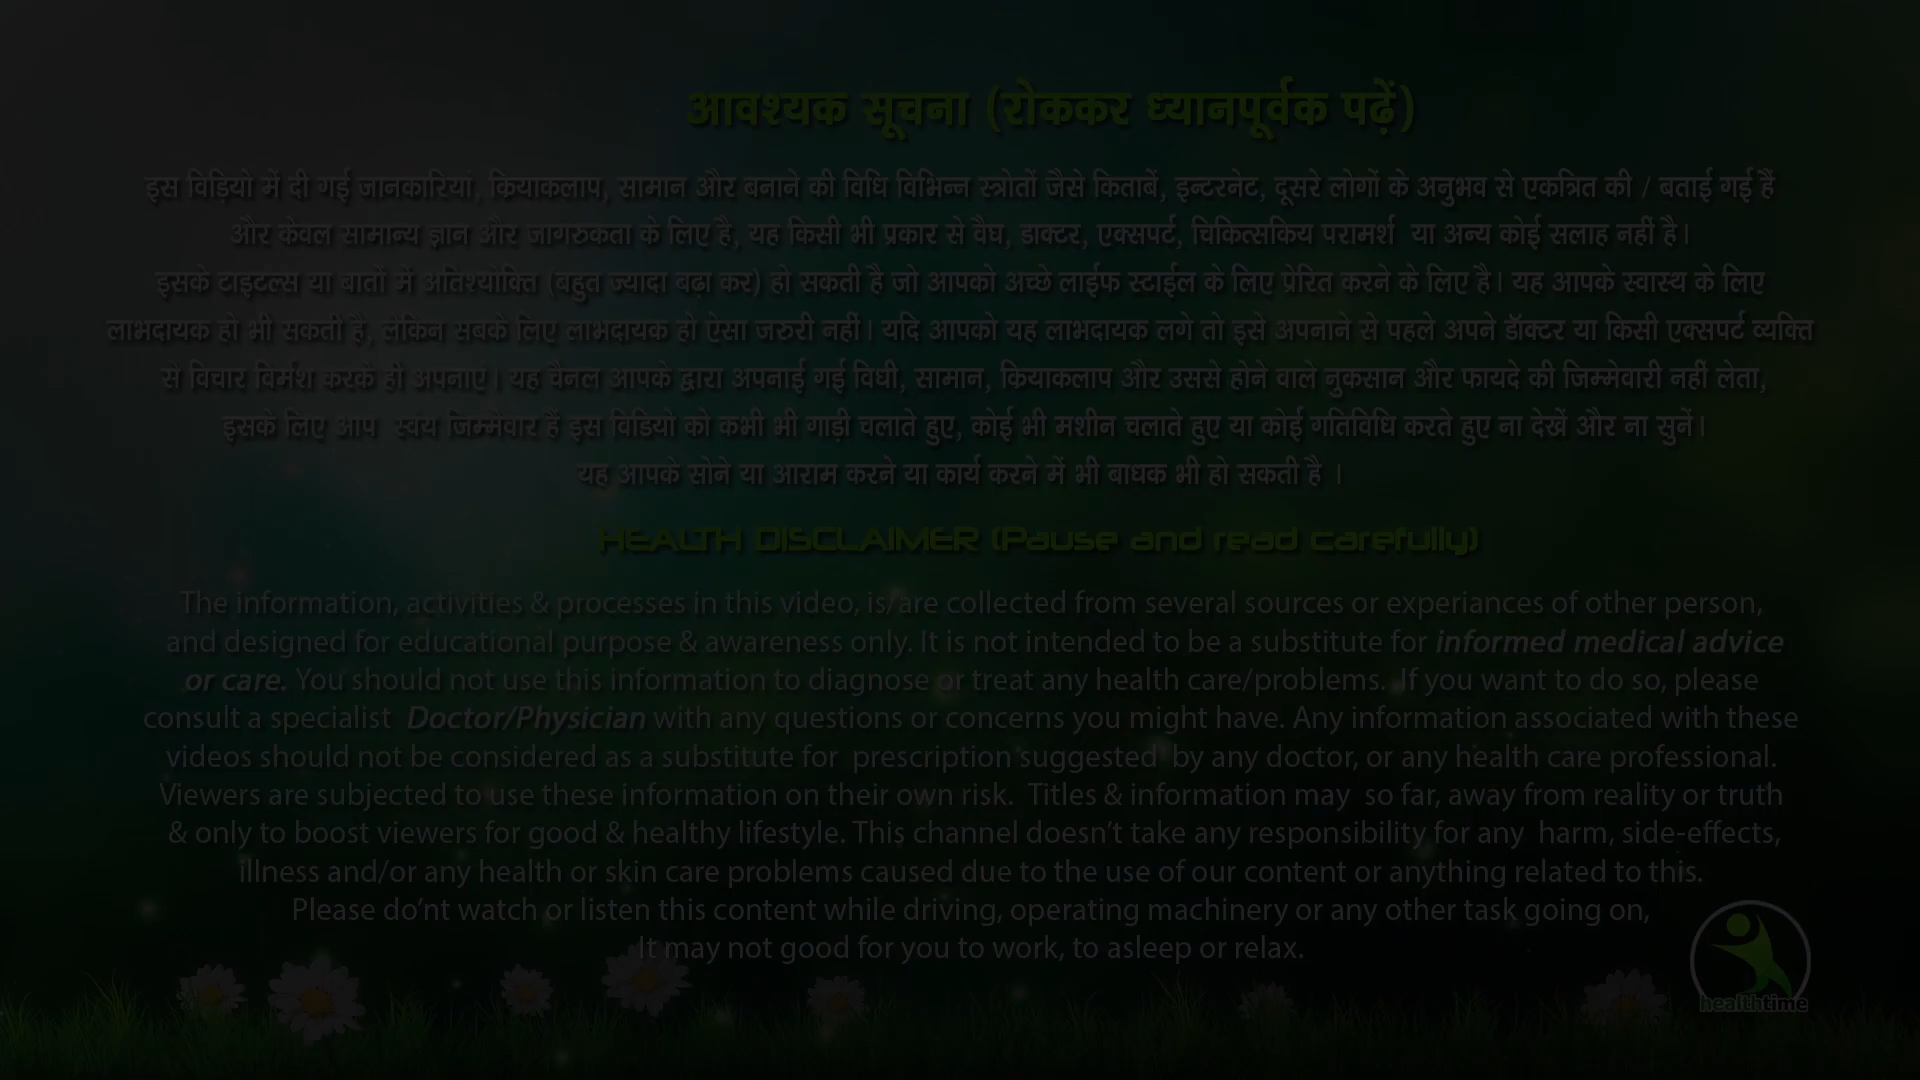 आवश्यक सूचना (रोककर ध्यानपूर्वक पढ़ें)
इस विडियो में दी गई जानकारियां, क्रियाकलाप, सामान और बनाने की विधि विभिन्न स्त्रोतों जैसे किताबें, इन्टरनेट, दूसरे लोगों के अनुभव से एकत्रित की / बताई गई हैं
और केवल सामान्य ज्ञान और जागरुकता के लिए है, यह किसी भी प्रकार से वैघ, डाक्टर, एक्सपर्ट, चिकित्सकिय परामर्श या अन्य कोई सलाह नहीं है।
इसके टाइटल्स या बातों में अतिश्योक्ति (बहुत ज्यादा बढ़ा कर) हो सकती है जो आपको अच्छे लाईफ स्टाईल के लिए प्रेरित करने के लिए है। यह आपके स्वास्थ के लिए
लाभदायक हो भी सकती है, लेकिन सबके लिए लाभदायक हो ऐसा जरुरी नहीं। यदि आपको यह लाभदायक लगे तो इसे अपनाने से पहले अपने डॉक्टर या किसी एक्सपर्ट व्यक्ति
से विचार विर्मश करके ही अपनाएं। यह चैनल आपके द्वारा अपनाई गई विधी, सामान, क्रियाकलाप और उससे होने वाले नुकसान और फायदे की जिम्मेवारी नहीं लेता,
इसके लिए आप स्वंय जिम्मेवार हैं इस विडियो को कभी भी गाड़ी चलाते हुए, कोई भी मशीन चलाते हुए या कोई गतिविधि करते हुए ना देखें और ना सुनें।
यह आपके सोने या आराम करने या कार्य करने में भी बाधक भी हो सकती है ।
HEALTH DISCLAIMER (Pause and read carefully)
The information, activities & processes in this video, is/are collected from several sources or experiances of other person,
and designed for educational purpose & awareness only. It is not intended to be a substitute for informed medical advice
or care. You should not use this information to diagnose or treat any health care/problems. If you want to do so, please
consult a specialist Doctor/Physician with any questions or concerns you might have. Any information associated with these
videos should not be considered as a substitute for prescription suggested by any doctor, or any health care professional.
Viewers are subjected to use these information on their own risk. Titles & information may so far, away from reality or truth
& only to boost viewers for good & healthy lifestyle. This channel doesn't take any responsibility for any harm, side-effects,
illness and/or any health or skin care problems caused due to the use of our content or anything related to this.
Please do'nt watch or listen this content while driving, operating machinery or any other task going on,
It may not good for you to work, to asleep or relax.
healthtime